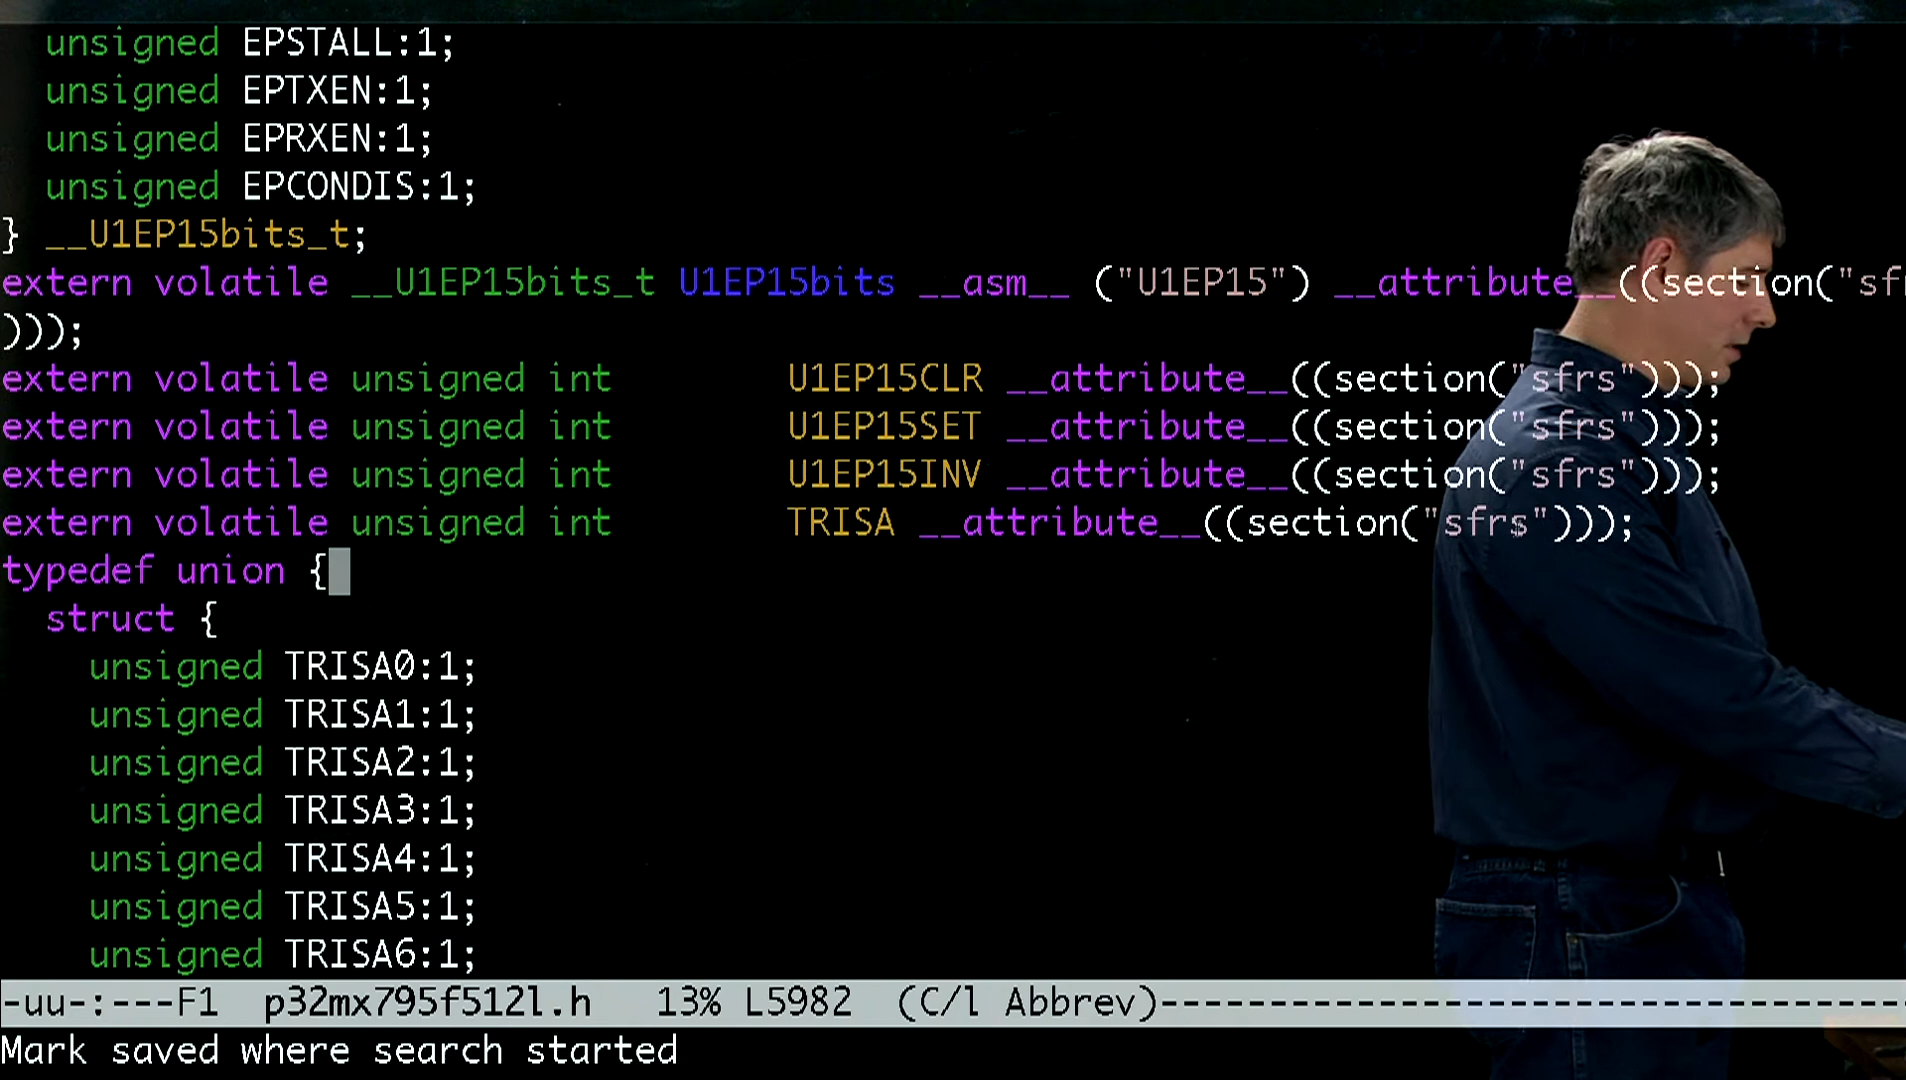 unsigned EPSTALL:1;
unsigned EPTXEN:1;
unsigned EPRXEN:1;
unsigned EPCONDIS:1;
} __U1EP15bits_t;
extern volatile __U1EP15bits_t U1EP15bits __asm__ ("U1EP15") __attribute__((section("sfr
)));
extern volatile unsigned int U1EP15CLR __attribute__((section("sfrs")));
extern volatile unsigned int U1EP15SET __attribute__((section("sfrs")));
extern volatile unsigned int U1EP15INV __attribute__((section("sfrs")));
extern volatile unsigned int TRISA __attribute__((section("sfrs")));
typedef union {
struct {
unsigned TRISA0:1;
unsigned TRISA1:1;
unsigned TRISA2:1;
unsigned TRISA3:1;
unsigned TRISA4:1;
unsigned TRISA5:1;
unsigned TRISA6:1;
-uu-:---F1 p32mx795f512l.h 13% L5982 (C/l Abbrev)----------------------------------
Mark saved where search started